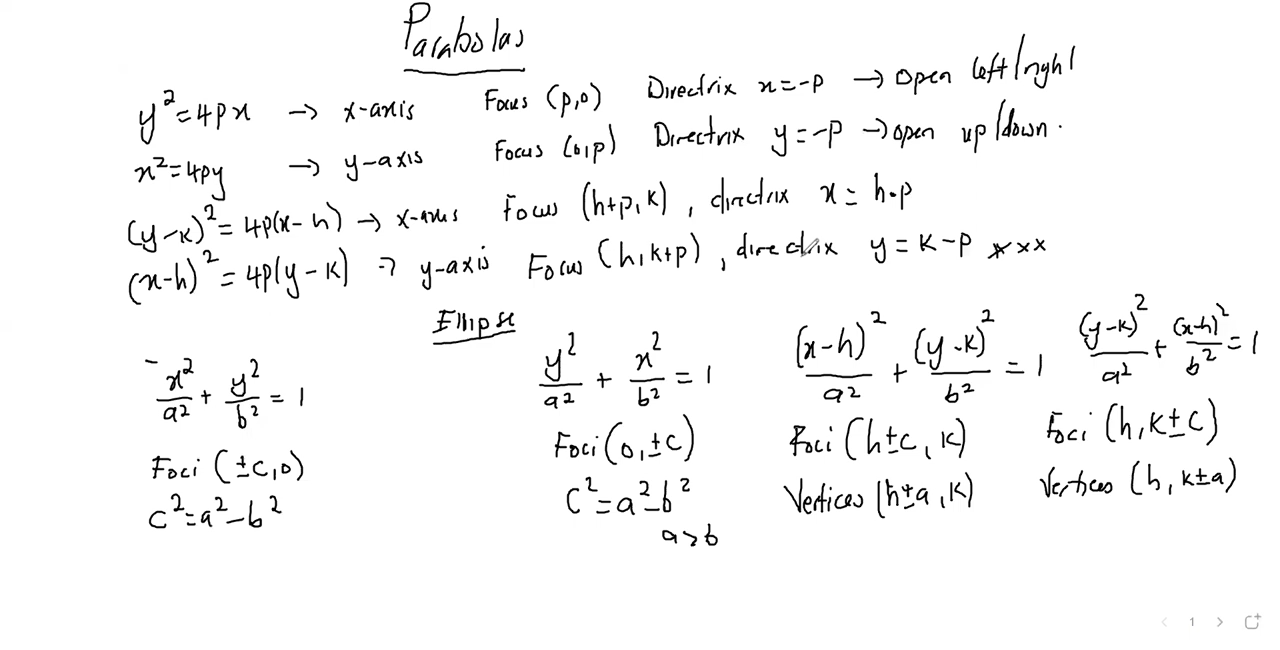 Parabolas
y² = 4px → x-axis Focus (p,0) Directrix x = -p → Open left/right
x² = 4py → y-axis Focus (0,p) Directrix y = -p → open up/down.
(y-k)² = 4p(x-h) → x-axis Focus (h+p, k), directrix x = h-p
(x-h)² = 4p(y-k) → y-axis Focus (h, k+p), directrix y = k-p ***
Ellipse
x²/a² + y²/b² = 1 y²/a² + x²/b² = 1 (x-h)²/a² + (y-k)²/b² = 1 (y-k)²/a² + (x-h)²/b² = 1
Foci (±c,0) Foci (0,±c) Foci (h±c, k) Foci (h, k±c)
c² = a² - b² c² = a² - b² Vertices (h±a, k) Vertices (h, k±a)
a > b
1